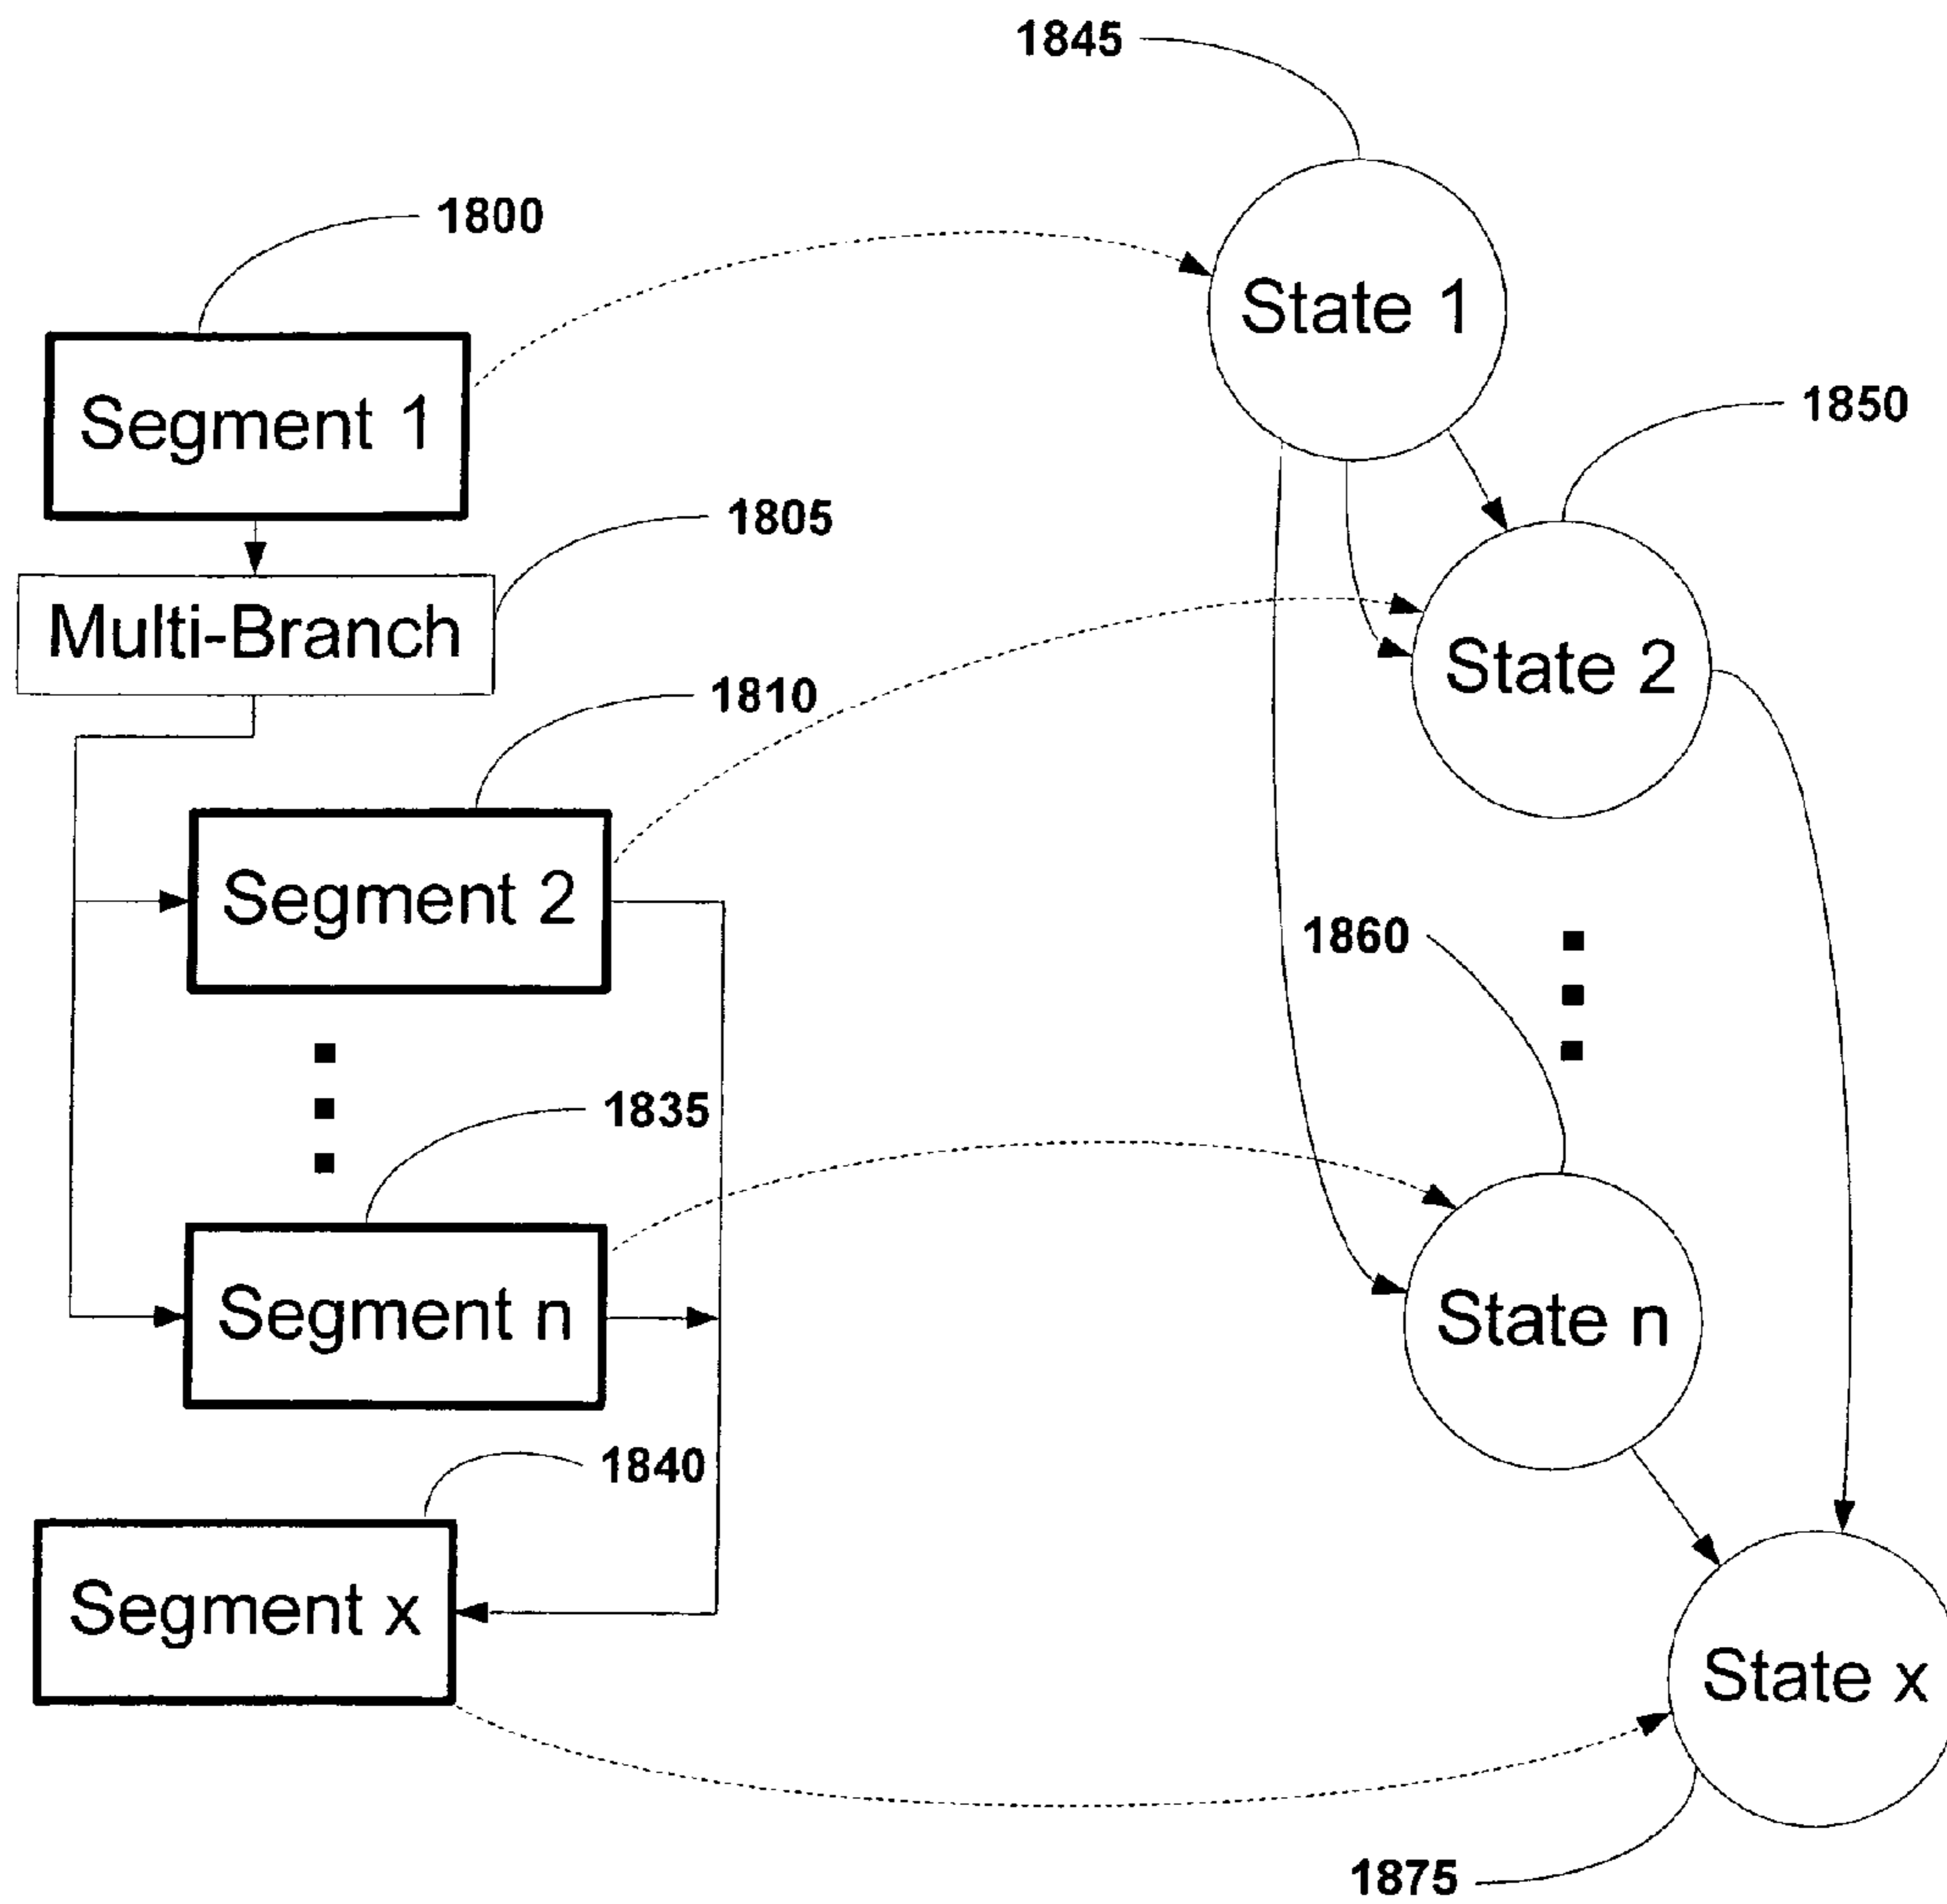 1845
1800
State 1
Segment 1
1850
1805
Multi-Branch
State 2
1810
Segment 2
1860
1835
State n
Segment n
1840
Segment x
State x
1875